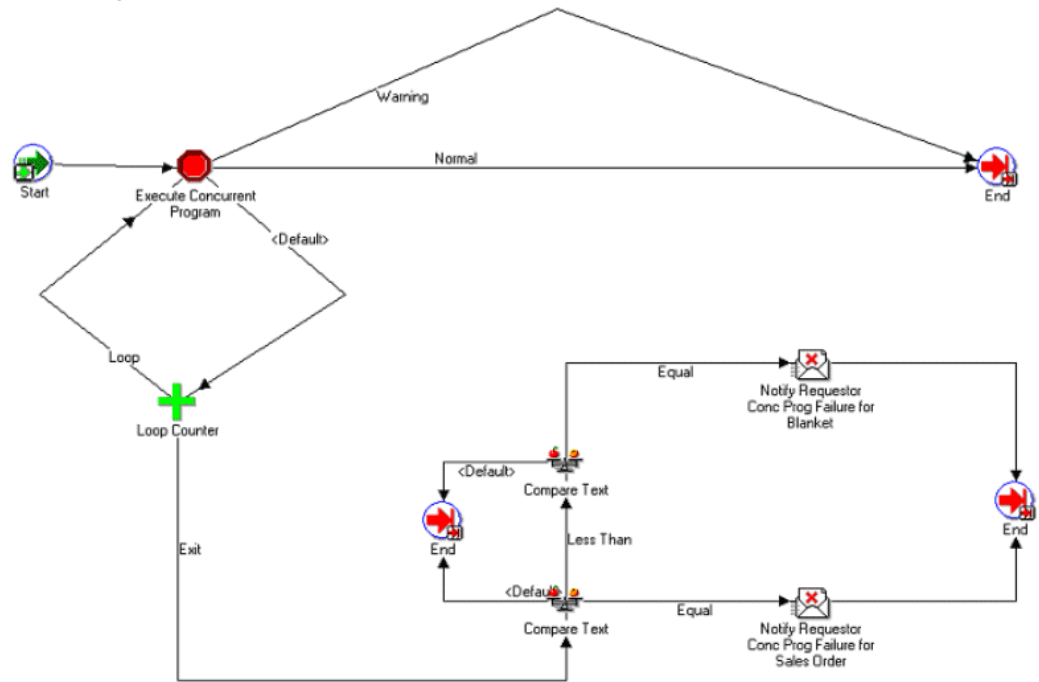 Warning
Normal
Start
Execute Concurrent
Program
End
<Default>
Loop
Loop Counter
Equal
Notify Requestor
Conc Prog Failure for
Blanket
<Default>
Compare Text
End
End
Exit
Less Than
<Defaul
Equal
Compare Text
Notify Requestor
Conc Prog Failure for
Sales Order